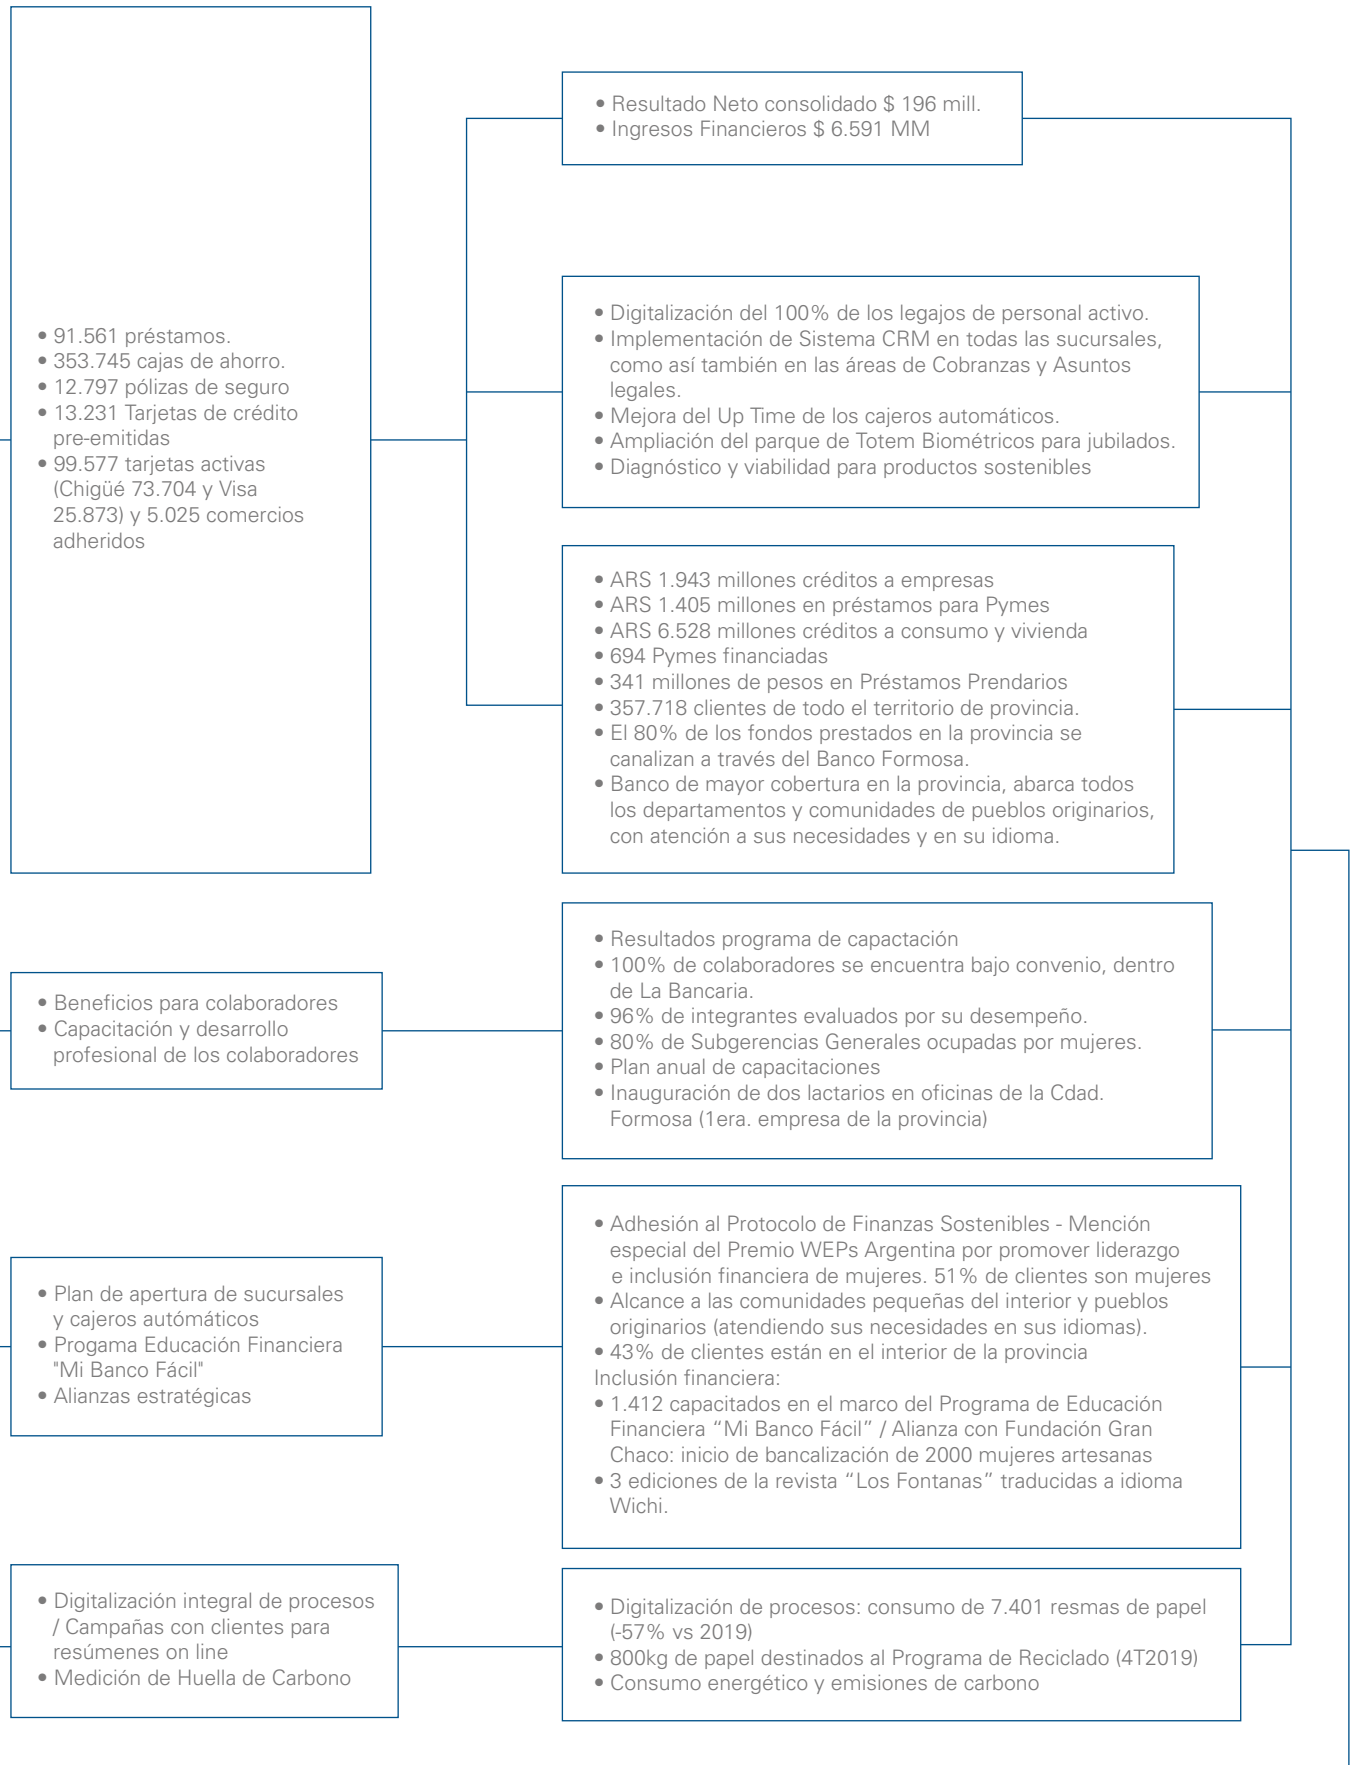 • 91.561 préstamos.
• 353.745 cajas de ahorro.
• 12.797 pólizas de seguro
• 13.231 Tarjetas de crédito
pre-emitidas
• 99.577 tarjetas activas
(Chigüé 73.704 y Visa
25.873) y 5.025 comercios
adheridos
• Resultado Neto consolidado $ 196 mill.
• Ingresos Financieros $ 6.591 MM
• Digitalización del 100% de los legajos de personal activo.
• Implementación de Sistema CRM en todas las sucursales,
como así también en las áreas de Cobranzas y Asuntos
legales.
• Mejora del Up Time de los cajeros automáticos.
• Ampliación del parque de Totem Biométricos para jubilados.
• Diagnóstico y viabilidad para productos sostenibles
• ARS 1.943 millones créditos a empresas
• ARS 1.405 millones en préstamos para Pymes
• ARS 6.528 millones créditos a consumo y vivienda
• 694 Pymes financiadas
• 341 millones de pesos en Préstamos Prendarios
• 357.718 clientes de todo el territorio de provincia.
• El 80% de los fondos prestados en la provincia se
canalizan a través del Banco Formosa.
• Banco de mayor cobertura en la provincia, abarca todos
los departamentos y comunidades de pueblos originarios,
con atención a sus necesidades y en su idioma.
• Beneficios para colaboradores
• Capacitación y desarrollo
profesional de los colaboradores
• Resultados programa de capactación
• 100% de colaboradores se encuentra bajo convenio, dentro
de La Bancaria.
• 96% de integrantes evaluados por su desempeño.
• 80% de Subgerencias Generales ocupadas por mujeres.
• Plan anual de capacitaciones
• Inauguración de dos lactarios en oficinas de la Cdad.
Formosa (1era. empresa de la provincia)
• Plan de apertura de sucursales
y cajeros autómáticos
• Progama Educación Financiera
"Mi Banco Fácil"
• Alianzas estratégicas
• Adhesión al Protocolo de Finanzas Sostenibles - Mención
especial del Premio WEPs Argentina por promover liderazgo
e inclusión financiera de mujeres. 51% de clientes son mujeres
• Alcance a las comunidades pequeñas del interior y pueblos
originarios (atendiendo sus necesidades en sus idiomas).
• 43% de clientes están en el interior de la provincia
Inclusión financiera:
• 1.412 capacitados en el marco del Programa de Educación
Financiera “Mi Banco Fácil” / Alianza con Fundación Gran
Chaco: inicio de bancalización de 2000 mujeres artesanas
• 3 ediciones de la revista “Los Fontanas” traducidas a idioma
Wichi.
• Digitalización integral de procesos
/ Campañas con clientes para
resúmenes on line
• Medición de Huella de Carbono
• Digitalización de procesos: consumo de 7.401 resmas de papel
(-57% vs 2019)
• 800kg de papel destinados al Programa de Reciclado (4T2019)
• Consumo energético y emisiones de carbono